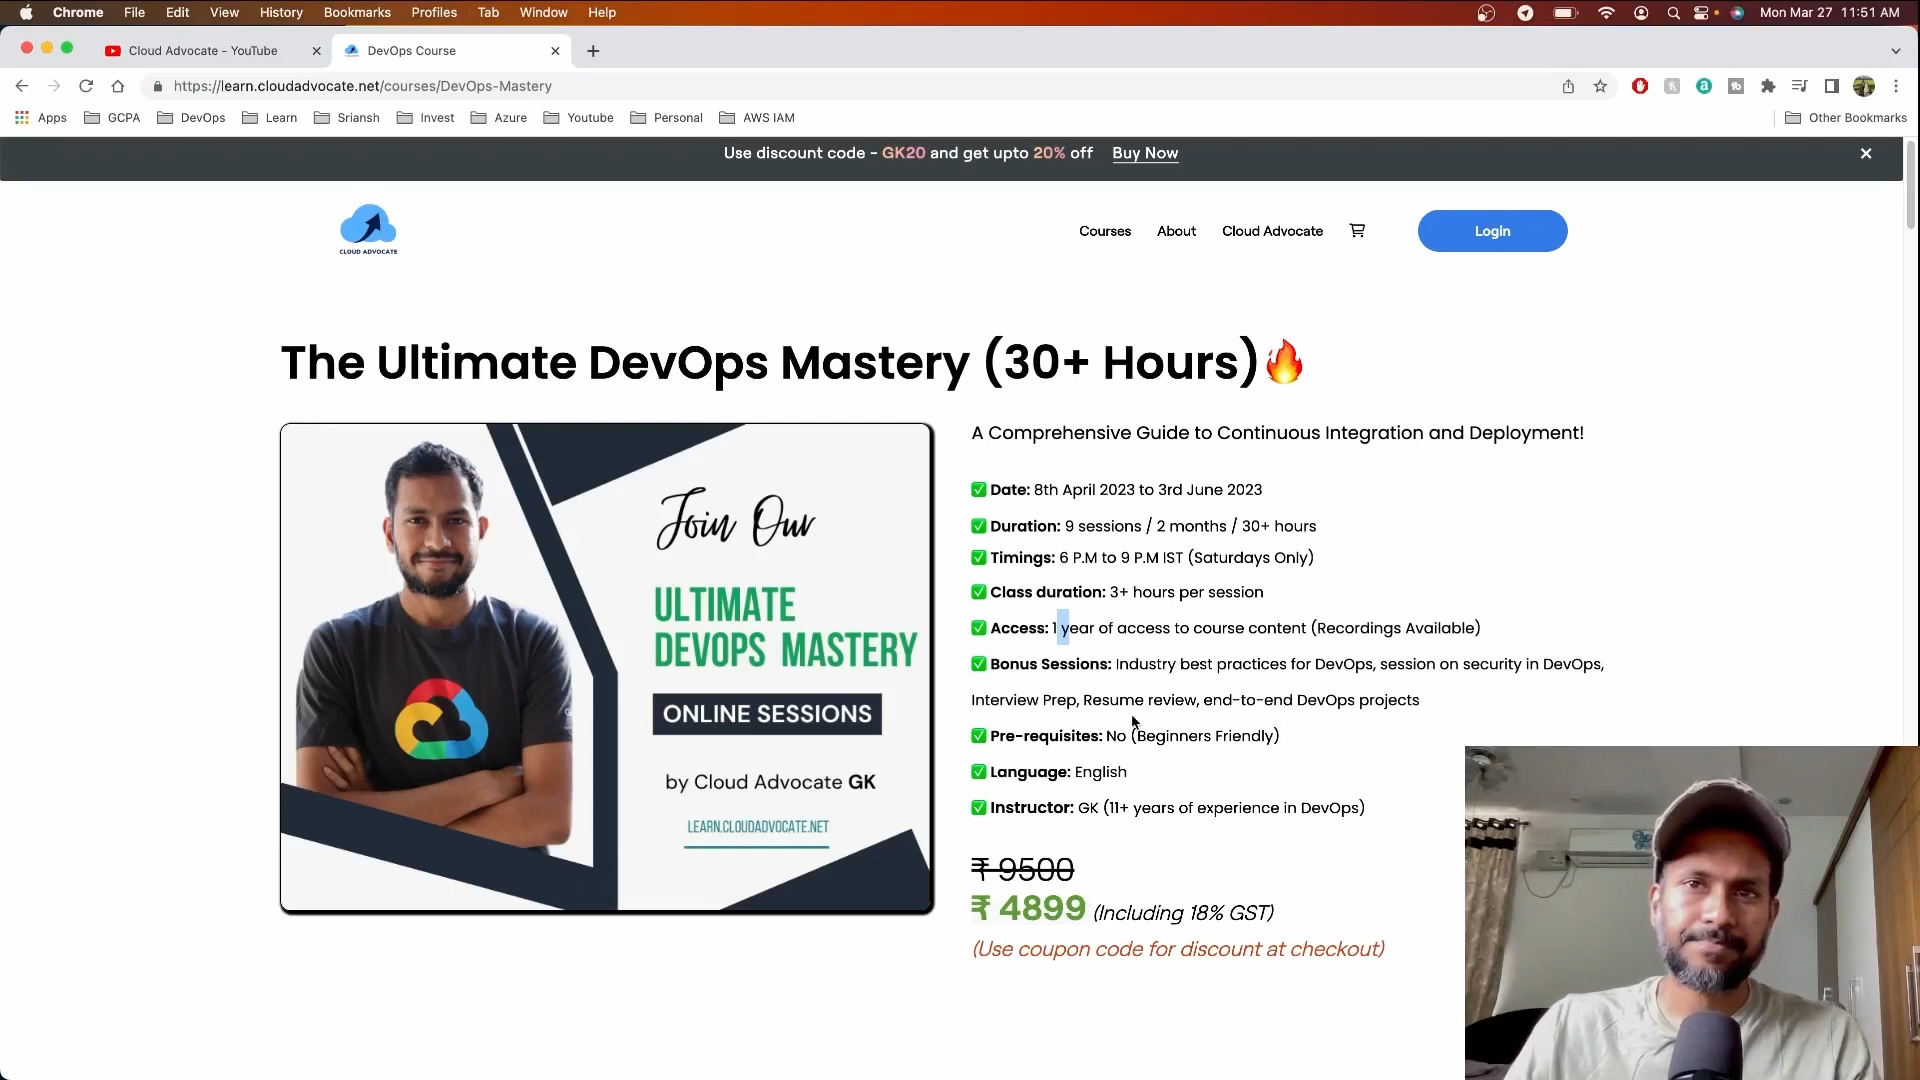 Chrome File Edit View History Bookmarks Profiles Tab Window Help Mon Mar 27 11:51 AM
Cloud Advocate - YouTube DevOps Course
https://learn.cloudadvocate.net/courses/DevOps-Mastery
Apps GCPA DevOps Learn Sriansh Invest Azure Youtube Personal AWS IAM Other Bookmarks
Use discount code - GK20 and get upto 20% off Buy Now
CLOUD ADVOCATE
Courses About Cloud Advocate Login
The Ultimate DevOps Mastery (30+ Hours)🔥
Join Our
ULTIMATE
DEVOPS MASTERY
ONLINE SESSIONS
by Cloud Advocate GK
LEARN.CLOUDADVOCATE.NET
A Comprehensive Guide to Continuous Integration and Deployment!
✅ Date: 8th April 2023 to 3rd June 2023
✅ Duration: 9 sessions / 2 months / 30+ hours
✅ Timings: 6 P.M to 9 P.M IST (Saturdays Only)
✅ Class duration: 3+ hours per session
✅ Access: 1 year of access to course content (Recordings Available)
✅ Bonus Sessions: Industry best practices for DevOps, session on security in DevOps,
Interview Prep, Resume review, end-to-end DevOps projects
✅ Pre-requisites: No (Beginners Friendly)
✅ Language: English
✅ Instructor: GK (11+ years of experience in DevOps)
₹ 9500
₹ 4899 (Including 18% GST)
(Use coupon code for discount at checkout)